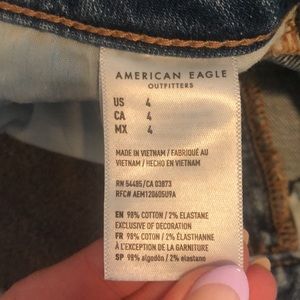 AMERICAN EAGLE
OUTFITTERS
US 4
CA 4
MX 4
MADE IN VIETNAM / FABRIQUÉ AU
VIETNAM / HECHO EN VIETNAM
RN 54485/CA 03873
RFC# AEM120605U9A
EN 98% COTTON / 2% ELASTANE
EXCLUSIVE OF DECORATION
FR 98% COTON / 2% ÉLASTHANNE
À L'EXCEPTION DE LA GARNITURE
SP 98% algodón / 2% elastano